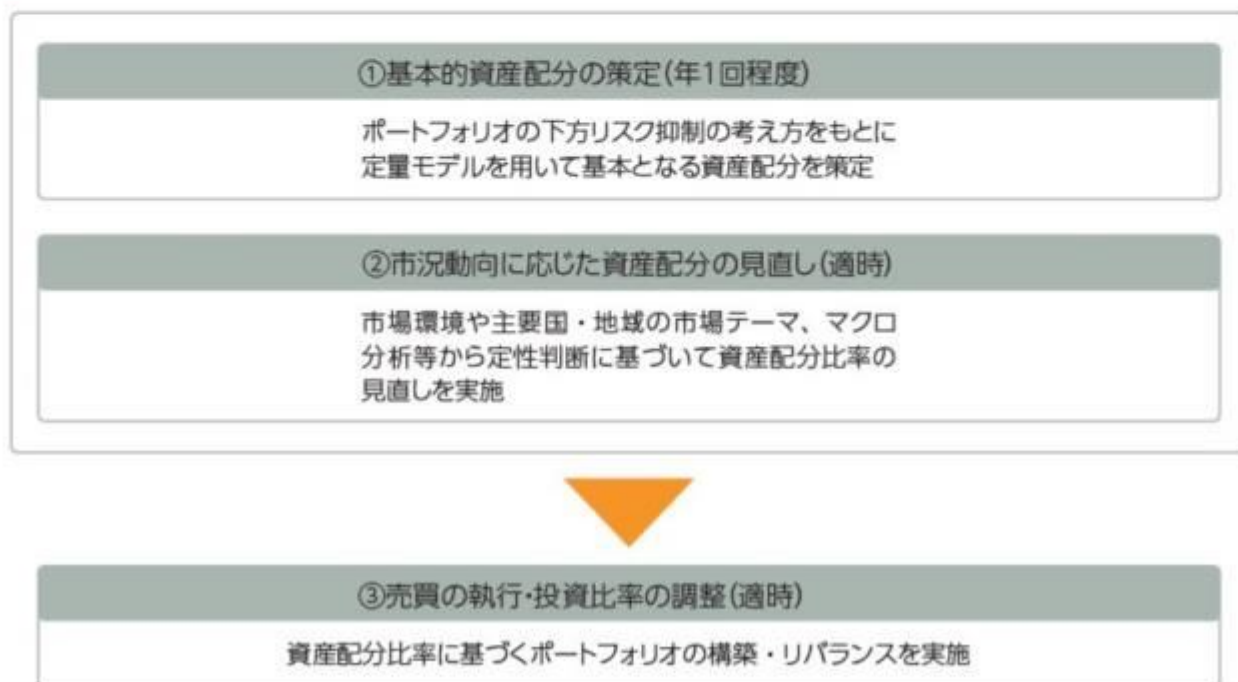 ①基本的資産配分の策定(年1回程度)
ポートフォリオの下方リスク抑制の考え方をもとに
定量モデルを用いて基本となる資産配分を策定
②市況動向に応じた資産配分の見直し(適時)
市場環境や主要国・地域の市場テーマ、マクロ
分析等から定性判断に基づいて資産配分比率の
見直しを実施
③売買の執行・投資比率の調整(適時)
資産配分比率に基づくポートフォリオの構築・リバランスを実施